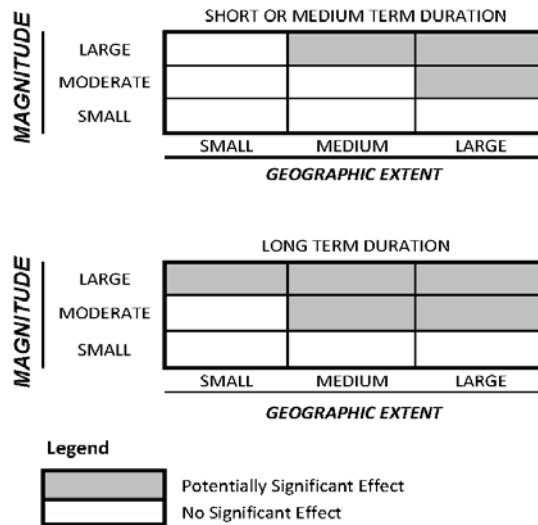 SHORT OR MEDIUM TERM DURATION
MAGNITUDE
LARGE
MODERATE
SMALL
SMALL MEDIUM LARGE
GEOGRAPHIC EXTENT
LONG TERM DURATION
MAGNITUDE
LARGE
MODERATE
SMALL
SMALL MEDIUM LARGE
GEOGRAPHIC EXTENT
Legend
Potentially Significant Effect
No Significant Effect